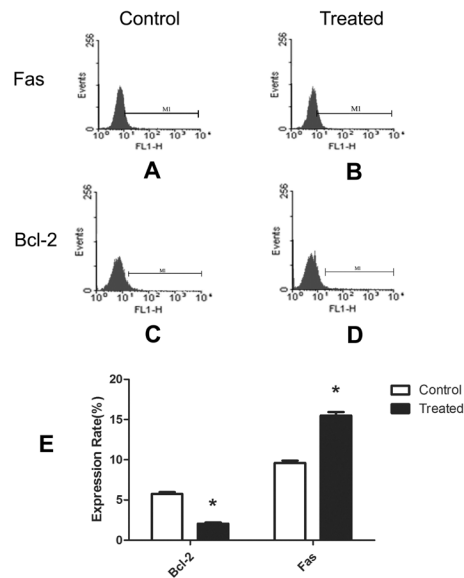 Control Treated
Fas
256
Events
0
M1
10⁰ 10¹ 10² 10³ 10⁴
FL1-H
A
256
Events
0
M1
10⁰ 10¹ 10² 10³ 10⁴
FL1-H
B
Bcl-2
256
Events
0
M1
10⁰ 10¹ 10² 10³ 10⁴
FL1-H
C
256
Events
0
M1
10⁰ 10¹ 10² 10³ 10⁴
FL1-H
D
E
Expression Rate(%)
20
15
10
5
0
*
*
Bcl-2
Fas
Control
Treated